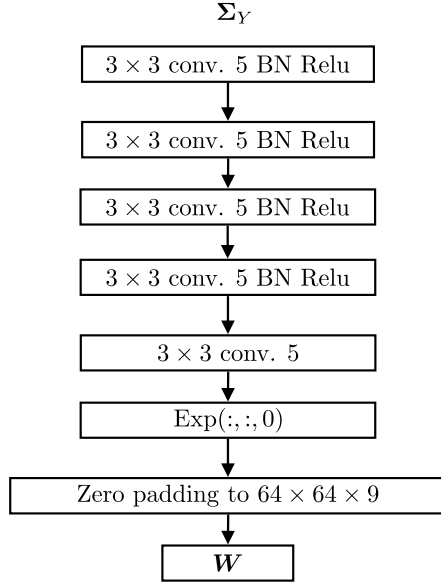 Σ_Y
3 × 3 conv. 5 BN Relu
3 × 3 conv. 5 BN Relu
3 × 3 conv. 5 BN Relu
3 × 3 conv. 5 BN Relu
3 × 3 conv. 5
Exp(:, :, 0)
Zero padding to 64 × 64 × 9
W